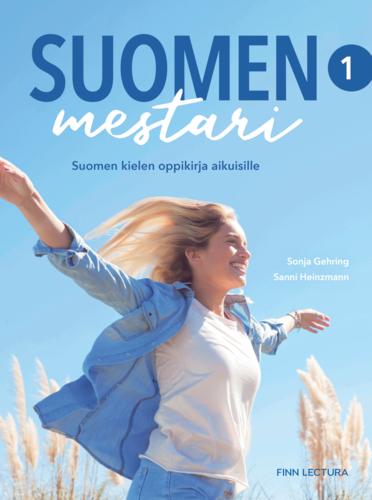 SUOMEN 1
mestari
Suomen kielen oppikirja aikuisille
Sonja Gehring
Sanni Heinzmann
FINN LECTURA